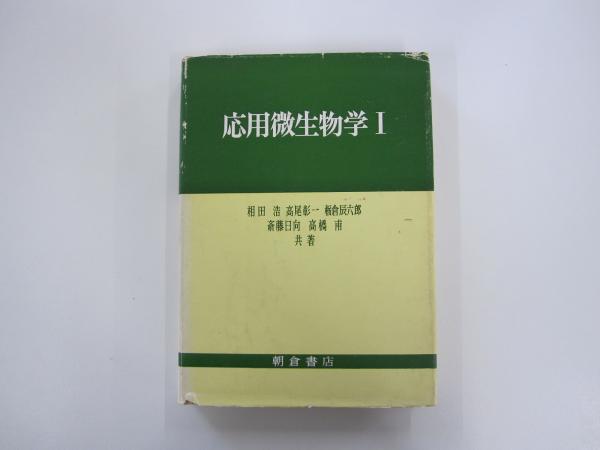 応用微生物学 I
相田 浩 高尾彰一 栃倉辰六郎
斎藤日向 高橋 甫
共著
朝倉書店